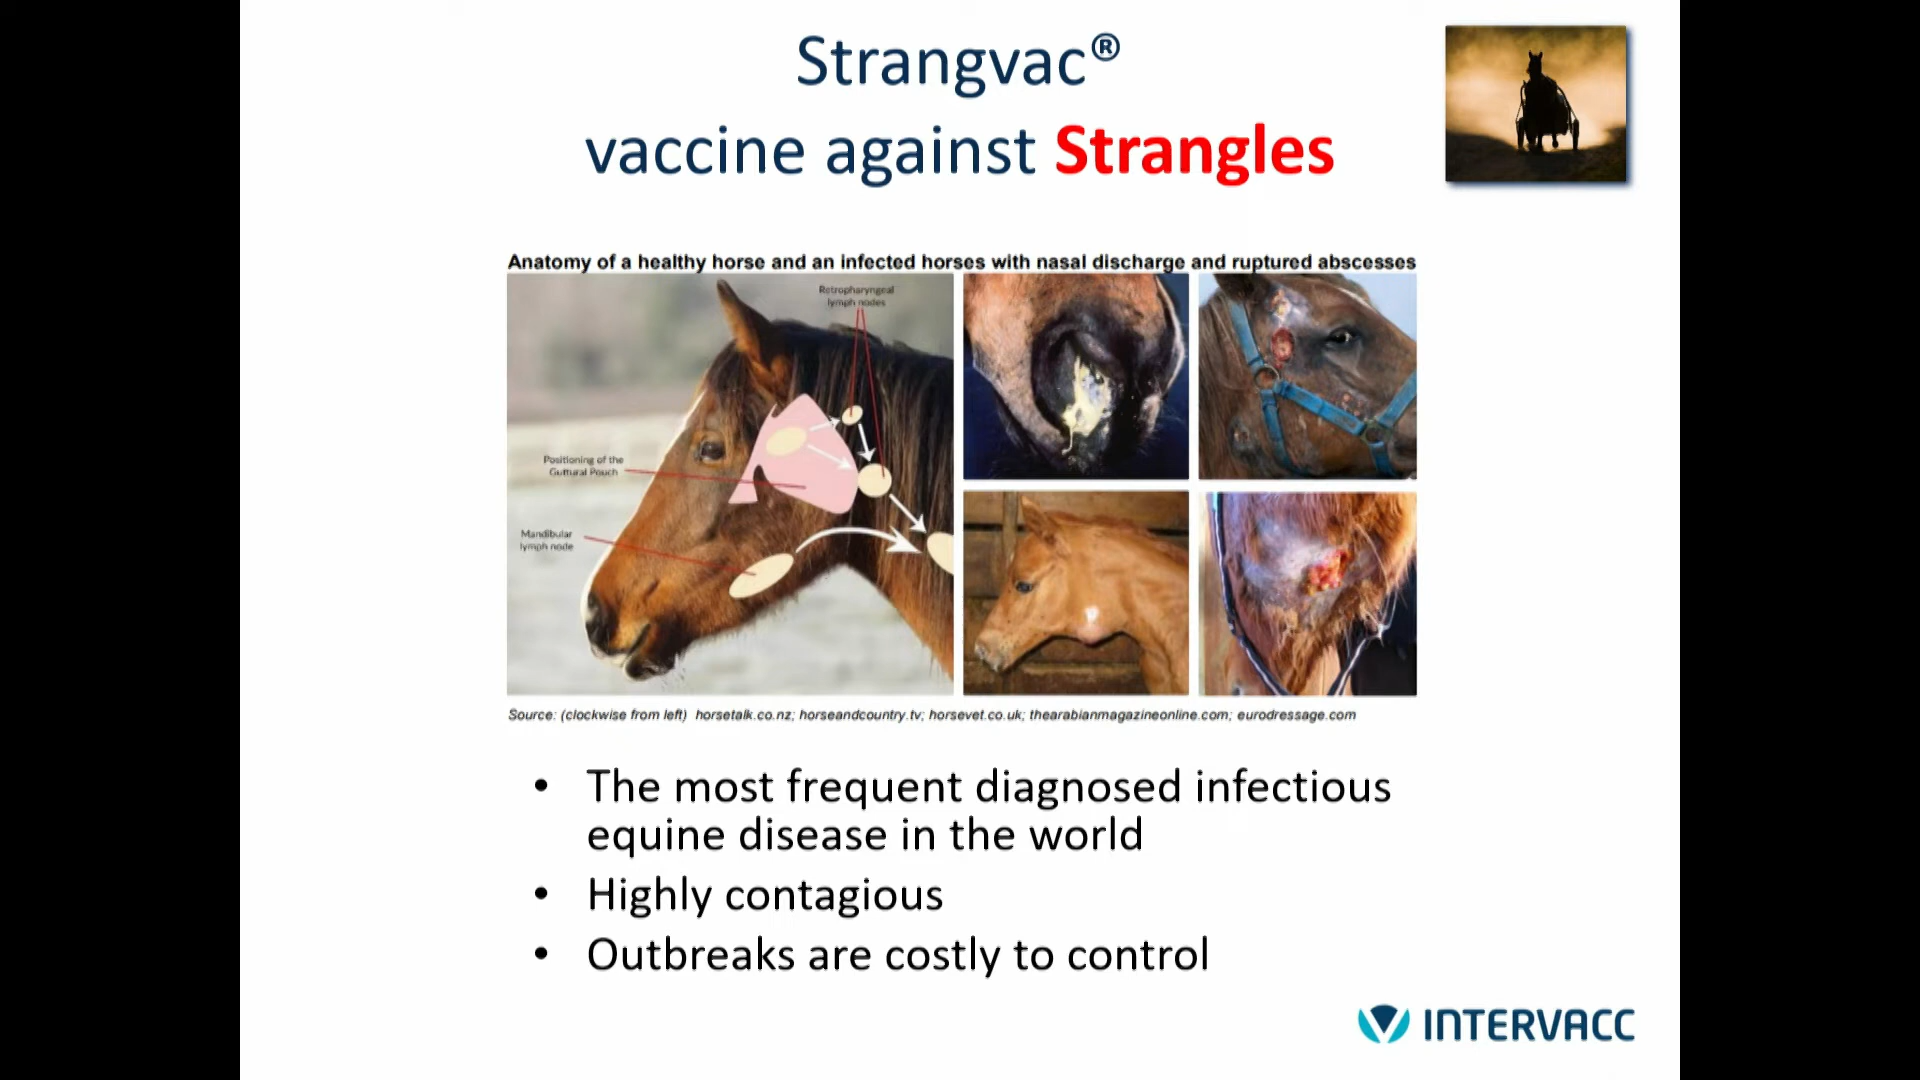 Strangvac®
vaccine against Strangles
Anatomy of a healthy horse and an infected horses with nasal discharge and ruptured abscesses
Retropharyngeal
lymph nodes
Positioning of the
Guttural Pouch
Mandibular
lymph node
Source: (clockwise from left) horsetalk.co.nz; horseandcountry.tv; horsevet.co.uk; thearabianmagazineonline.com; eurodressage.com
• The most frequent diagnosed infectious
equine disease in the world
• Highly contagious
• Outbreaks are costly to control
INTERVACC